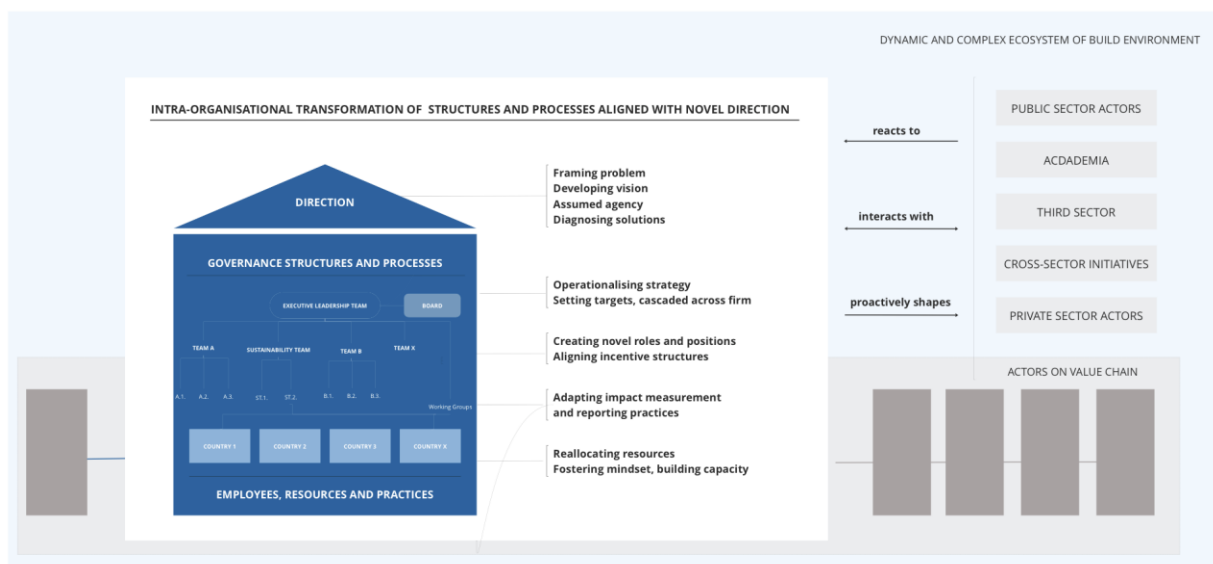 DYNAMIC AND COMPLEX ECOSYSTEM OF BUILD ENVIRONMENT
INTRA-ORGANISATIONAL TRANSFORMATION OF STRUCTURES AND PROCESSES ALIGNED WITH NOVEL DIRECTION
DIRECTION
Framing problem
Developing vision
Assumed agency
Diagnosing solutions
GOVERNANCE STRUCTURES AND PROCESSES
EXECUTIVE LEADERSHIP TEAM
BOARD
Operationalising strategy
Setting targets, cascaded across firm
TEAM A
SUSTAINABILITY TEAM
TEAM B
TEAM X
Creating novel roles and positions
Aligning incentive structures
A.1.
A.2.
A.3.
ST.1.
ST.2.
B.1.
B.2.
B.3.
Working Groups
Adapting impact measurement
and reporting practices
COUNTRY 1
COUNTRY 2
COUNTRY 3
COUNTRY X
Reallocating resources
Fostering mindset, building capacity
EMPLOYEES, RESOURCES AND PRACTICES
reacts to
interacts with
proactively shapes
PUBLIC SECTOR ACTORS
ACDADEMIA
THIRD SECTOR
CROSS-SECTOR INITIATIVES
PRIVATE SECTOR ACTORS
ACTORS ON VALUE CHAIN